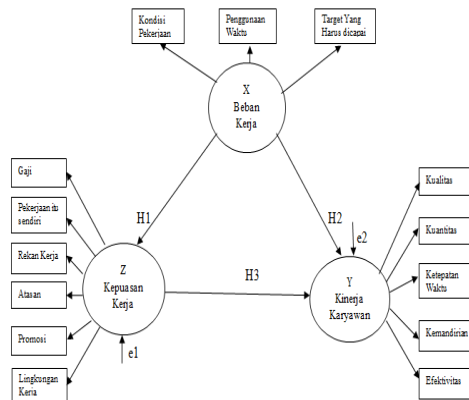 Kondisi
Pekerjaan
Penggunaan
Waktu
Target Yang
Harus dicapai
X
Beban
Kerja
H1
H2
Gaji
Pekerjaan itu
sendiri
Rekan Kerja
Atasan
Promosi
Lingkungan
Kerja
Z
Kepuasan
Kerja
e1
H3
e2
Y
Kinerja
Karyawan
Kualitas
Kuantitas
Ketepatan
Waktu
Kemandirian
Efektivitas